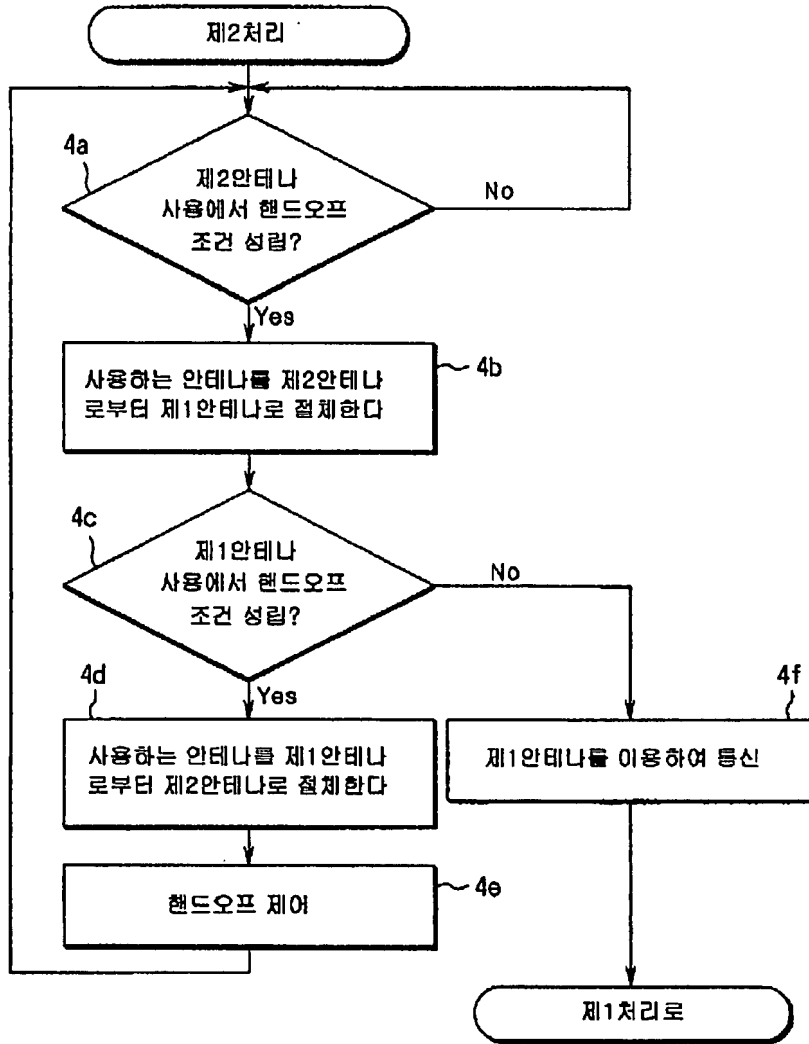 제2처리
4a
제2안테나
사용에서 핸드오프
조건 성립?
No
Yes
사용하는 안테나를 제2안테나
로부터 제1안테나로 절체한다
4b
4c
제1안테나
사용에서 핸드오프
조건 성립?
No
Yes
4d
사용하는 안테나를 제1안테나
로부터 제2안테나로 절체한다
4f
제1안테나를 이용하여 통신
핸드오프 제어
4e
제1처리로